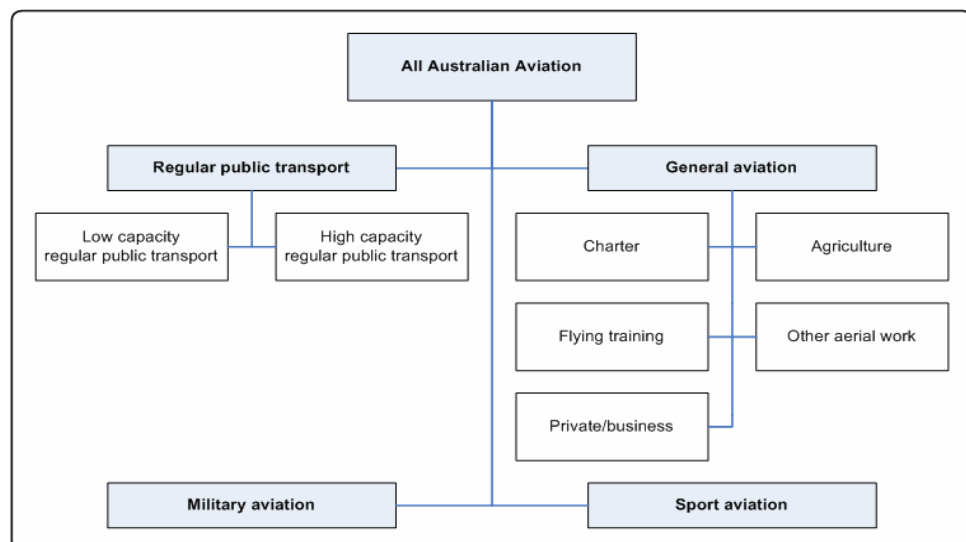 All Australian Aviation
Regular public transport
General aviation
Low capacity
regular public transport
High capacity
regular public transport
Charter
Agriculture
Flying training
Other aerial work
Private/business
Military aviation
Sport aviation